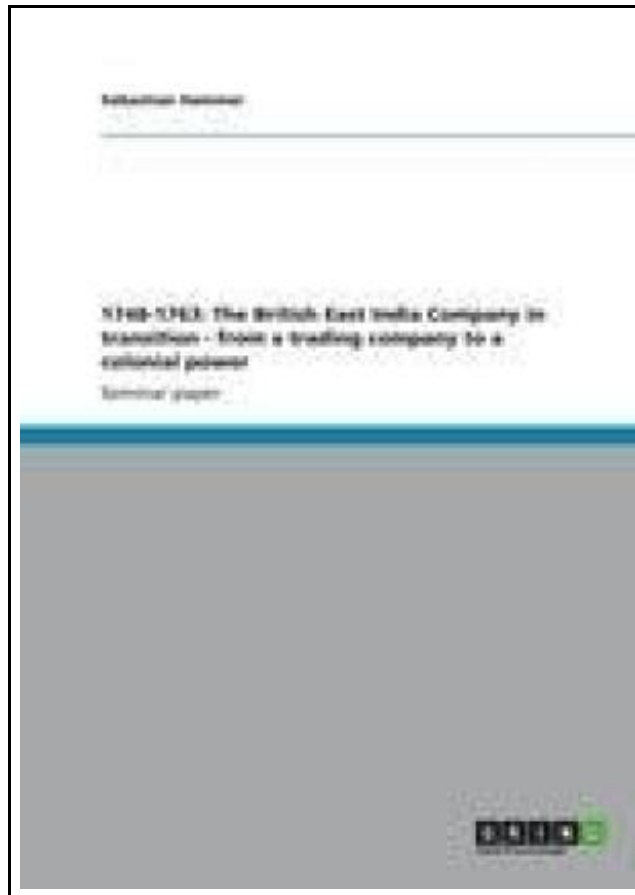 Sebastian Hammer
1748-1763: The British East India Company in
transition - from a trading company to a
colonial power
Seminar paper
GRIN